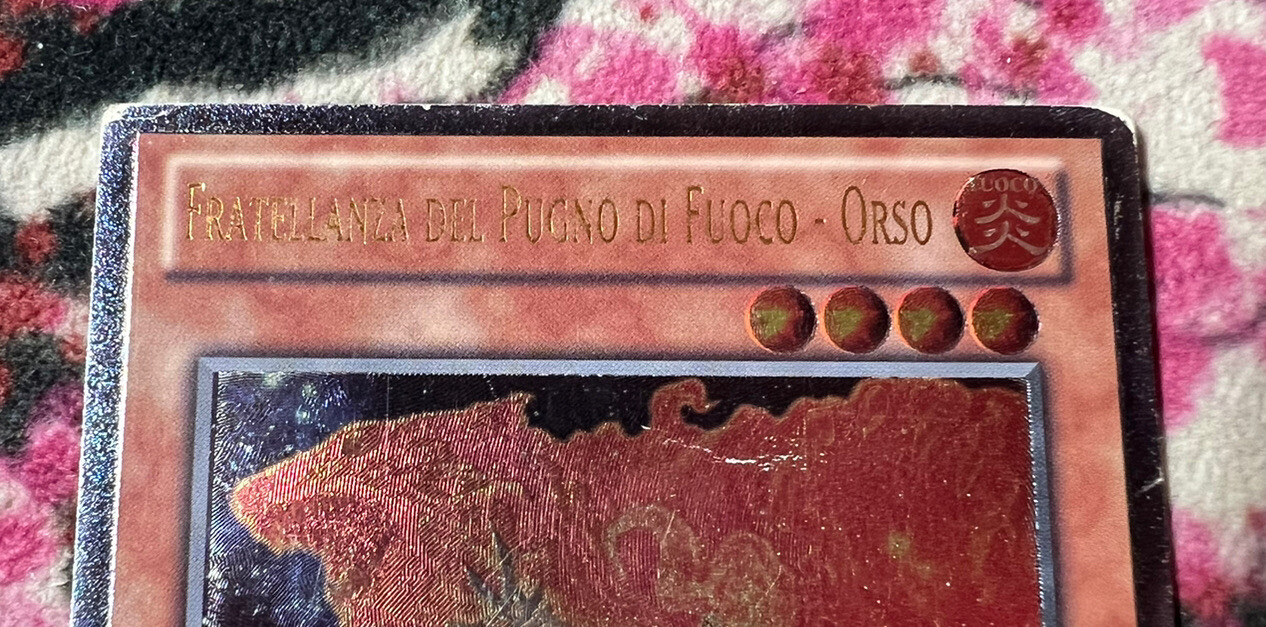 Fratellanza del Pugno di Fuoco - Orso
FUOCO
炎